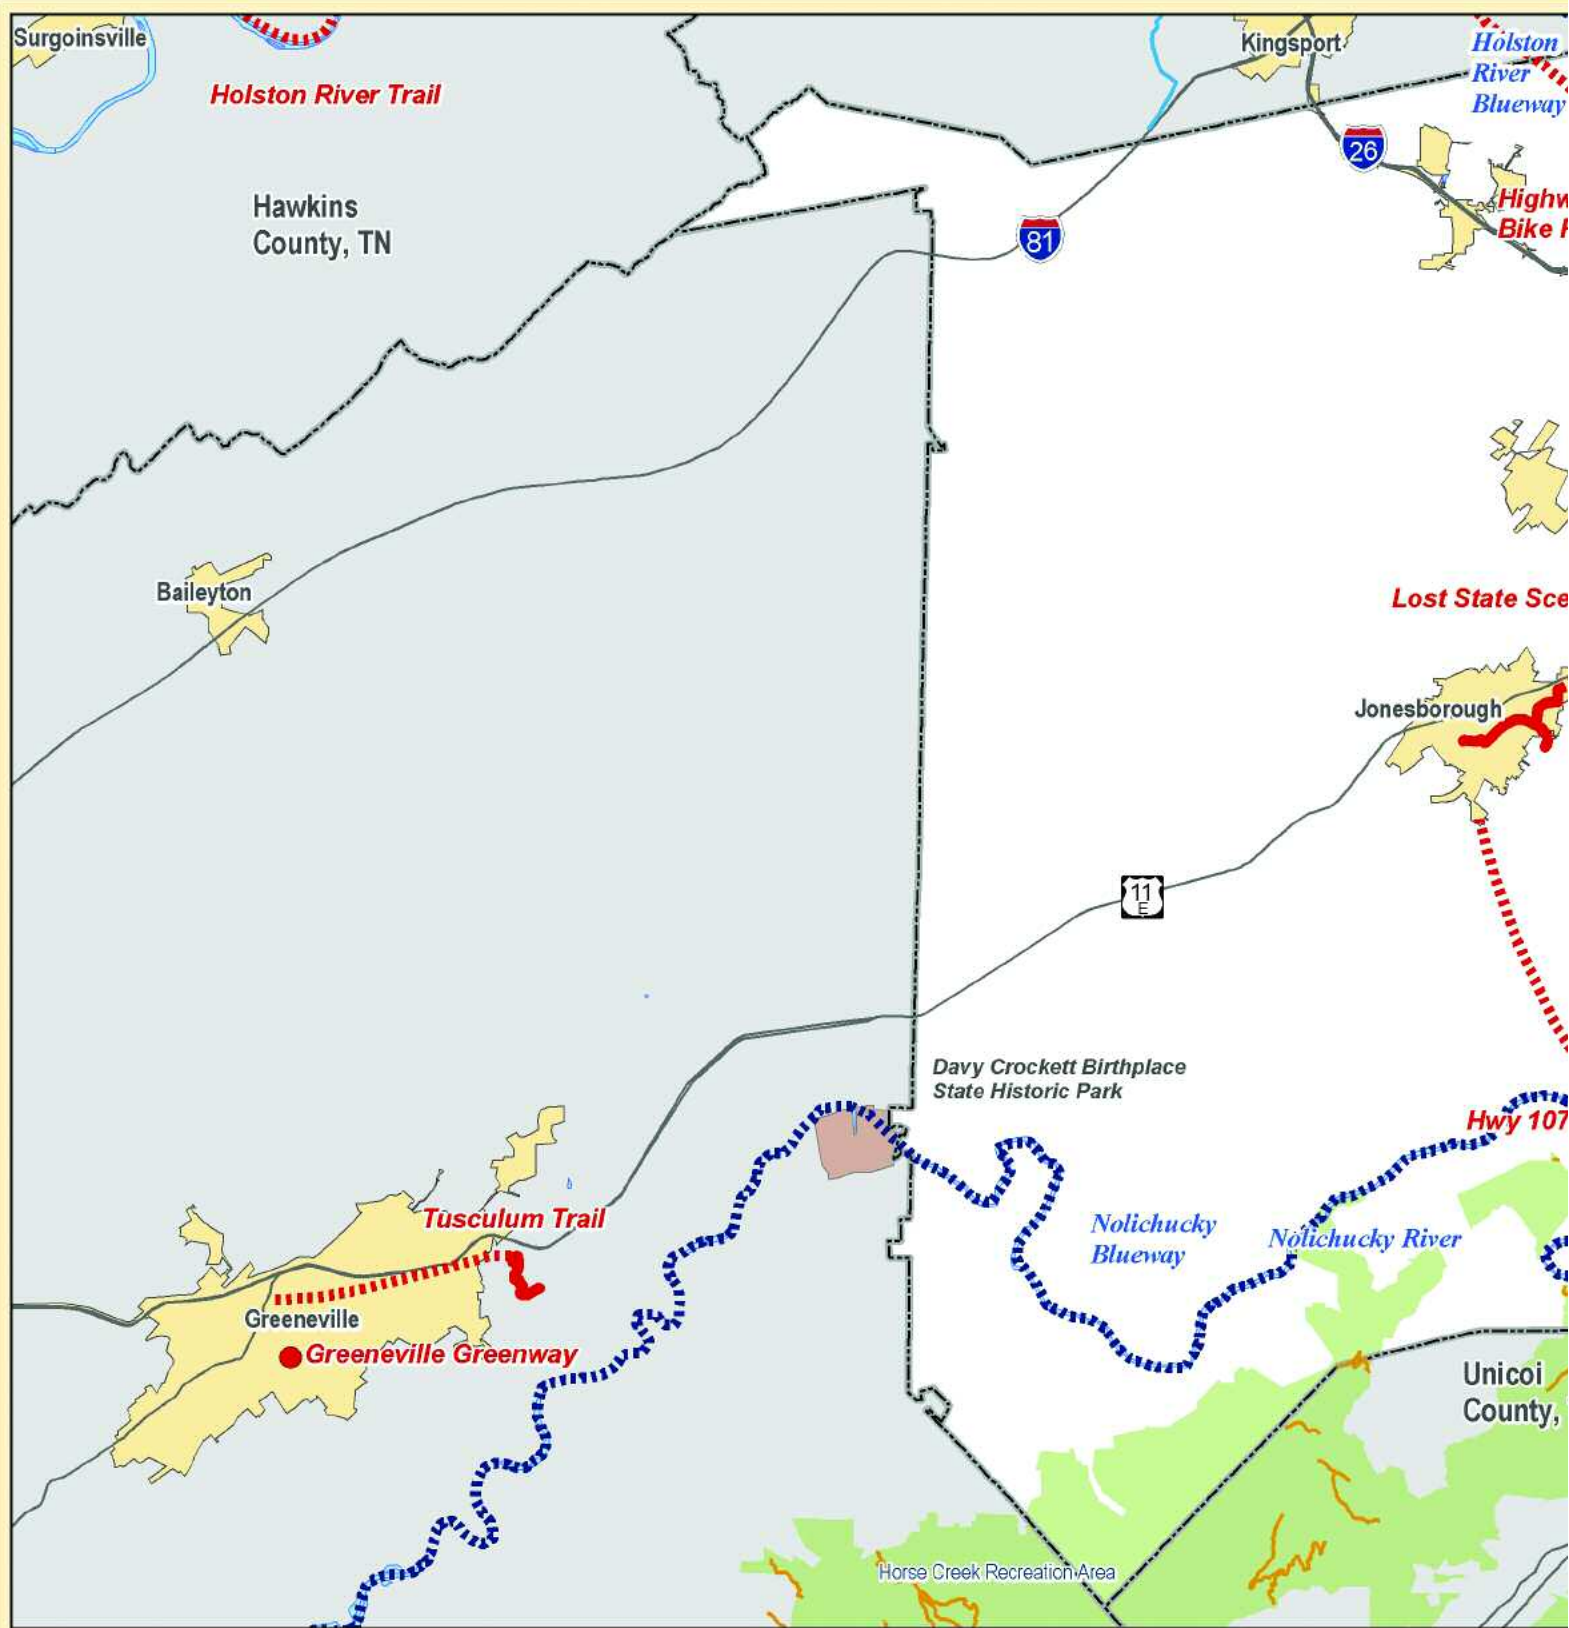 Surgoinsville
Kingsport
Holston
River
Blueway
Holston River Trail
26
Highw
Bike
Hawkins
County, TN
81
Baileyton
Lost State Sce
Jonesborough
11
E
Davy Crockett Birthplace
State Historic Park
Hwy 107
Tusculum Trail
Nolichucky
Blueway
Nolichucky River
Greeneville
Greeneville Greenway
Unicoi
County,
Horse Creek Recreation Area